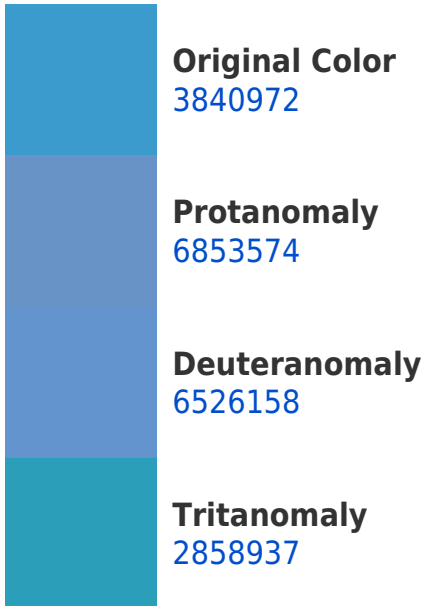 Original Color
3840972
Protanomaly
6853574
Deuteranomaly
6526158
Tritanomaly
2858937